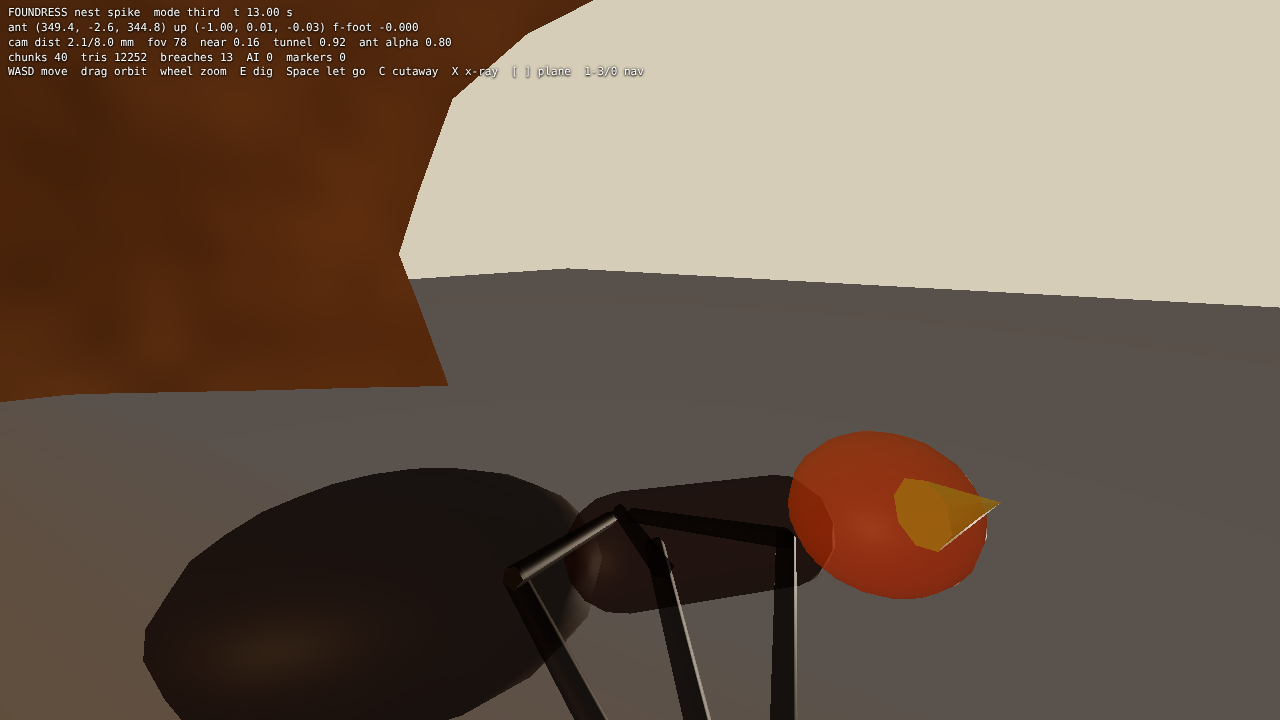 FOUNDRESS nest spike  mode third  t 13.00 s
ant (349.4, -2.6, 344.8) up (-1.00, 0.01, -0.03) f-foot -0.000
cam dist 2.1/8.0 mm  fov 78  near 0.16  tunnel 0.92  ant alpha 0.80
chunks 40  tris 12252  breaches 13  AI 0  markers 0
WASD move  drag orbit  wheel zoom  E dig  Space let go  C cutaway  X x-ray  [ ] plane  1-3/0 nav